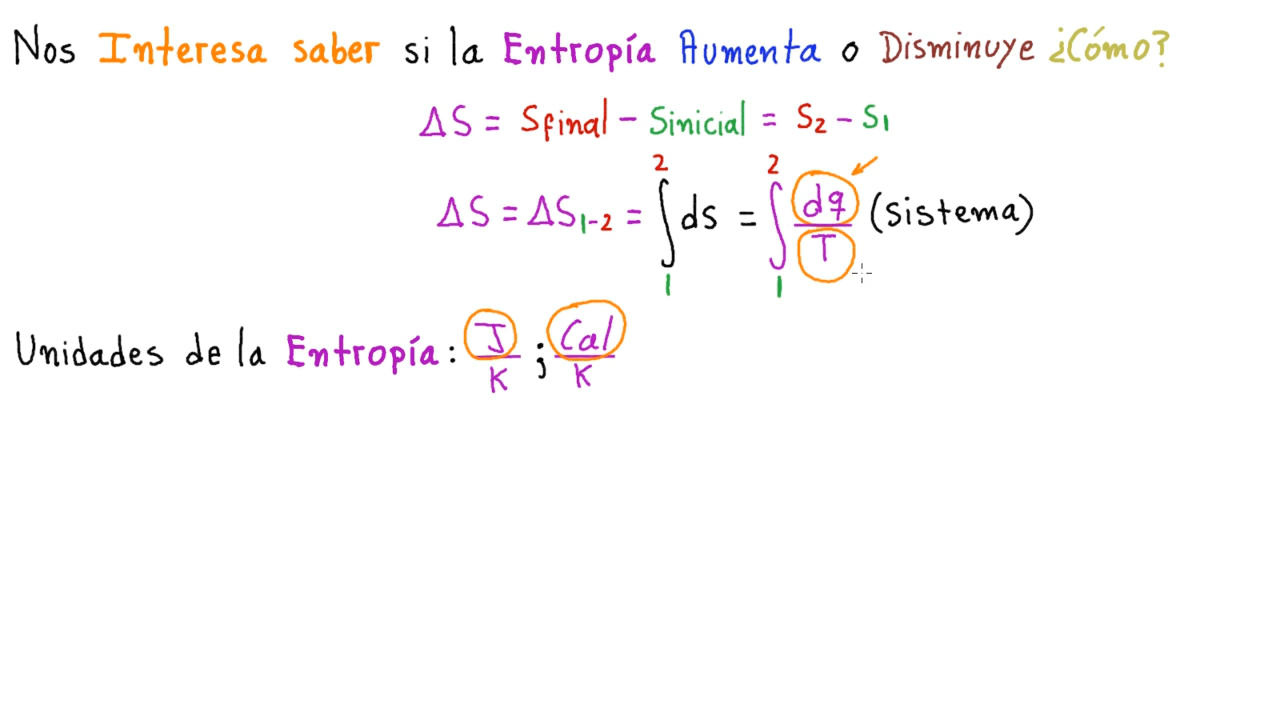 Nos Interesa saber si la Entropía Aumenta o Disminuye ¿Cómo?
ΔS = Sfinal - Sinicial = S₂ - S₁
ΔS = ΔS₁₋₂ = ∫₁² ds = ∫₁² dq/T (sistema)
Unidades de la Entropía: J/K ; Cal/K